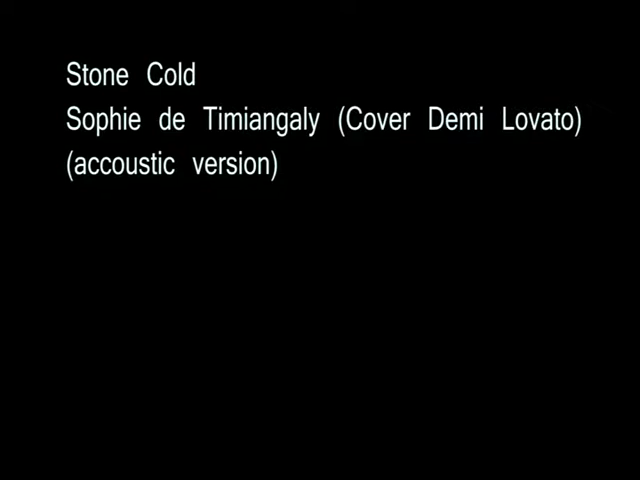 Stone Cold
Sophie de Timiangaly (Cover Demi Lovato)
(accoustic version)